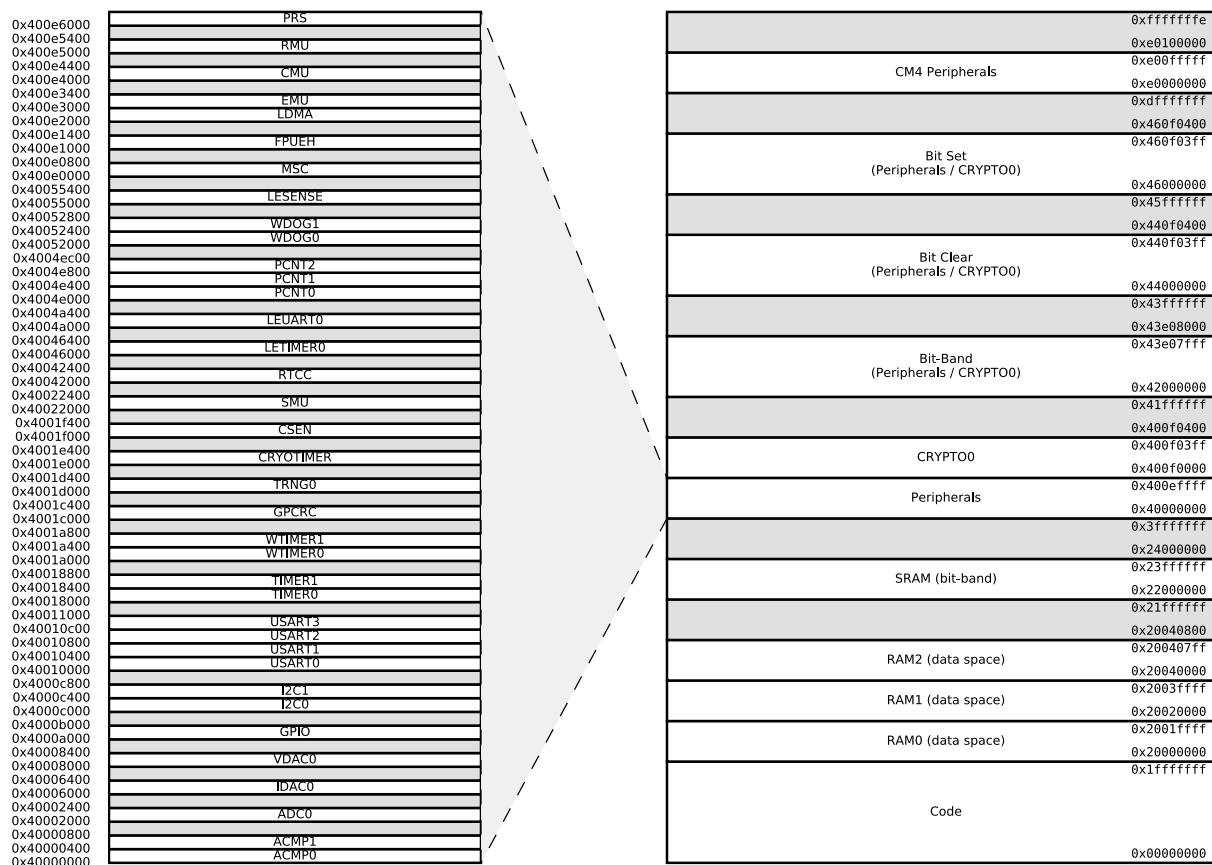 PRS
0x400e6000
0x400e5400
RMU
0x400e5000
0x400e4400
CMU
0x400e4000
0x400e3400
EMU
0x400e3000
LDMA
0x400e2000
0x400e1400
FPUEH
0x400e1000
0x400e0800
MSC
0x400e0000
0x40055400
LESENSE
0x40055000
0x40052800
WDOG1
0x40052400
WDOG0
0x40052000
0x4004ec00
PCNT2
0x4004e800
PCNT1
0x4004e400
PCNT0
0x4004e000
0x4004a400
LEUART0
0x4004a000
0x40046400
LETIMER0
0x40046000
0x40042400
RTCC
0x40042000
0x40022400
SMU
0x40022000
0x4001f400
CSEN
0x4001f000
0x4001e400
CRYOTIMER
0x4001e000
0x4001d400
TRNG0
0x4001d000
0x4001c400
GPCRC
0x4001c000
0x4001a800
WTIMER1
0x4001a400
WTIMER0
0x4001a000
0x40018800
TIMER1
0x40018400
TIMER0
0x40018000
0x40011000
USART3
0x40010c00
USART2
0x40010800
USART1
0x40010400
USART0
0x40010000
0x4000c800
I2C1
0x4000c400
I2C0
0x4000c000
0x4000b000
GPIO
0x4000a000
0x40008400
VDAC0
0x40008000
0x40006400
IDAC0
0x40006000
0x40002400
ADC0
0x40002000
0x40000800
ACMP1
0x40000400
ACMP0
0x40000000
0xfffffffe
0xe0100000
0xe00fffff
CM4 Peripherals
0xe0000000
0xdfffffff
0x460f0400
0x460f03ff
Bit Set
(Peripherals / CRYPTO0)
0x46000000
0x45ffffff
0x440f0400
0x440f03ff
Bit Clear
(Peripherals / CRYPTO0)
0x44000000
0x43ffffff
0x43e08000
0x43e07fff
Bit-Band
(Peripherals / CRYPTO0)
0x42000000
0x41ffffff
0x400f0400
0x400f03ff
CRYPTO0
0x400f0000
0x400effff
Peripherals
0x40000000
0x3fffffff
0x24000000
0x23ffffff
SRAM (bit-band)
0x22000000
0x21ffffff
0x20040800
0x200407ff
RAM2 (data space)
0x20040000
0x2003ffff
RAM1 (data space)
0x20020000
0x2001ffff
RAM0 (data space)
0x20000000
0x1fffffff
Code
0x00000000